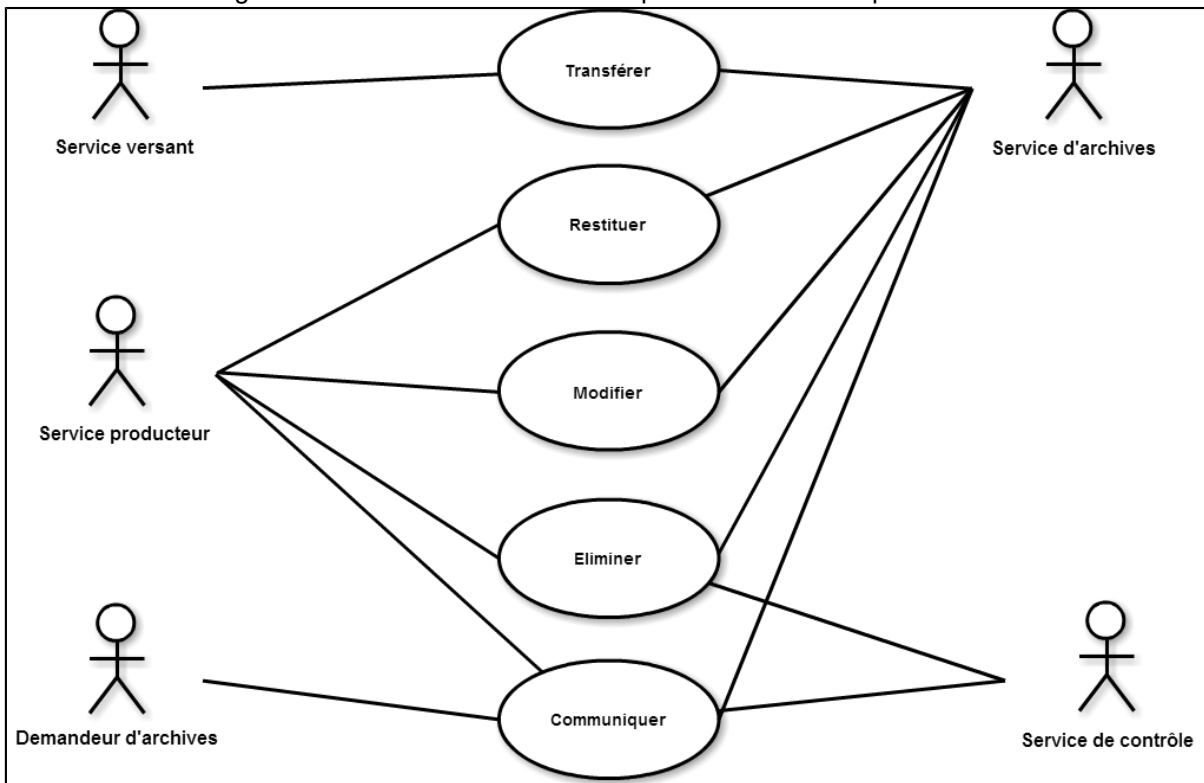 Transférer
Service versant
Service d'archives
Restituer
Modifier
Service producteur
Eliminer
Communiquer
Demandeur d'archives
Service de contrôle